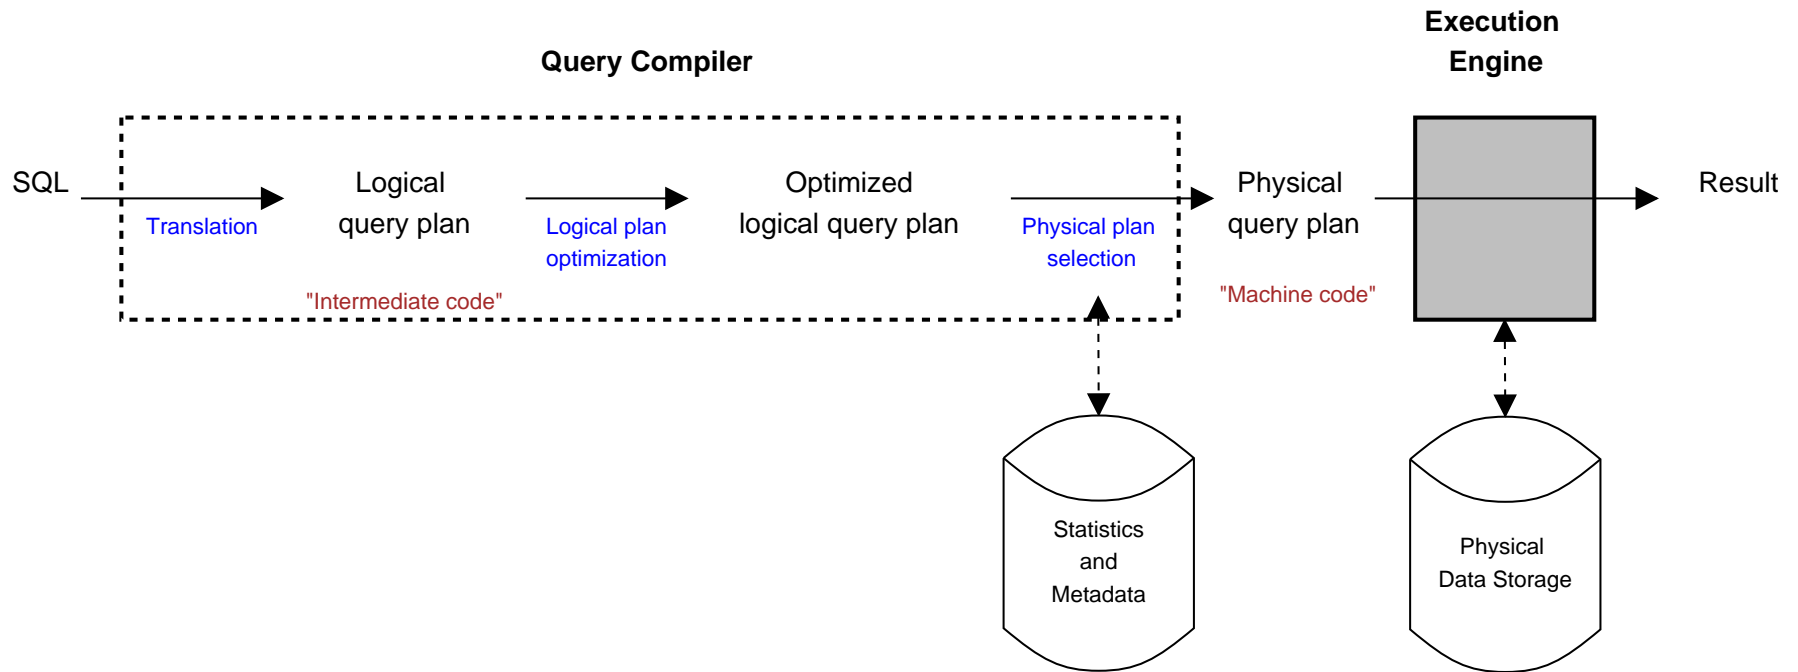 Execution
Engine
Query Compiler
SQL
Translation
Logical
query plan
"Intermediate code"
Logical plan
optimization
Optimized
logical query plan
Physical plan
selection
Physical
query plan
"Machine code"
Result
Statistics
and
Metadata
Physical
Data Storage